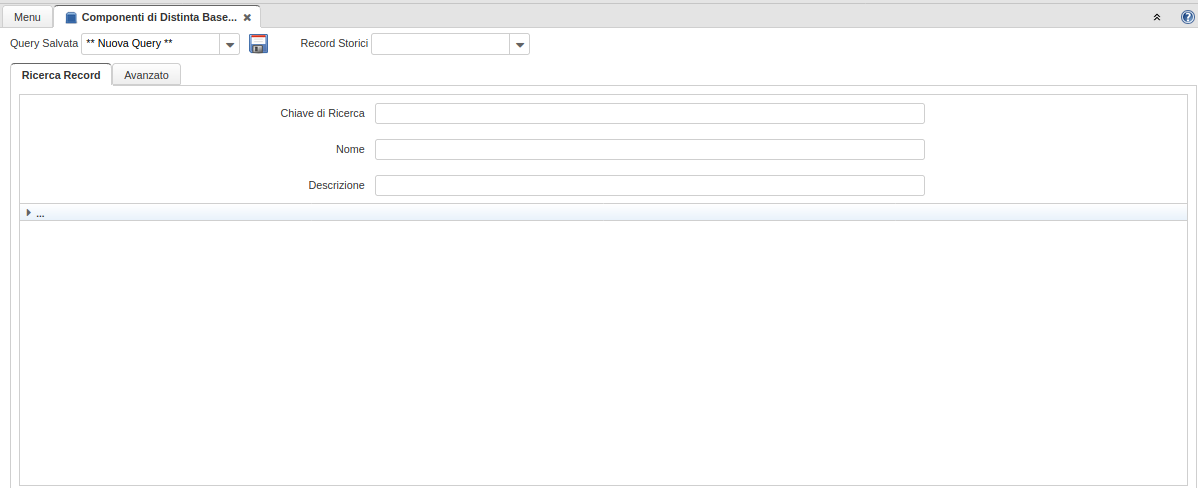 Menu Componenti di Distinta Base...
Query Salvata ** Nuova Query ** Record Storici
Ricerca Record Avanzato
Chiave di Ricerca
Nome
Descrizione
...